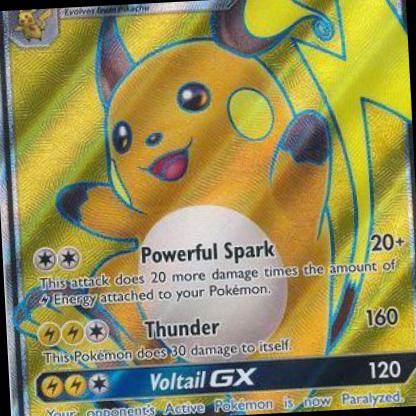 Evolves from Pikachu
Powerful Spark 20+
This attack does 20 more damage times the amount of
Energy attached to your Pokémon.
Thunder 160
This Pokémon does 30 damage to itself.
Voltail GX 120
Your opponent's Active Pokémon is now Paralyzed.